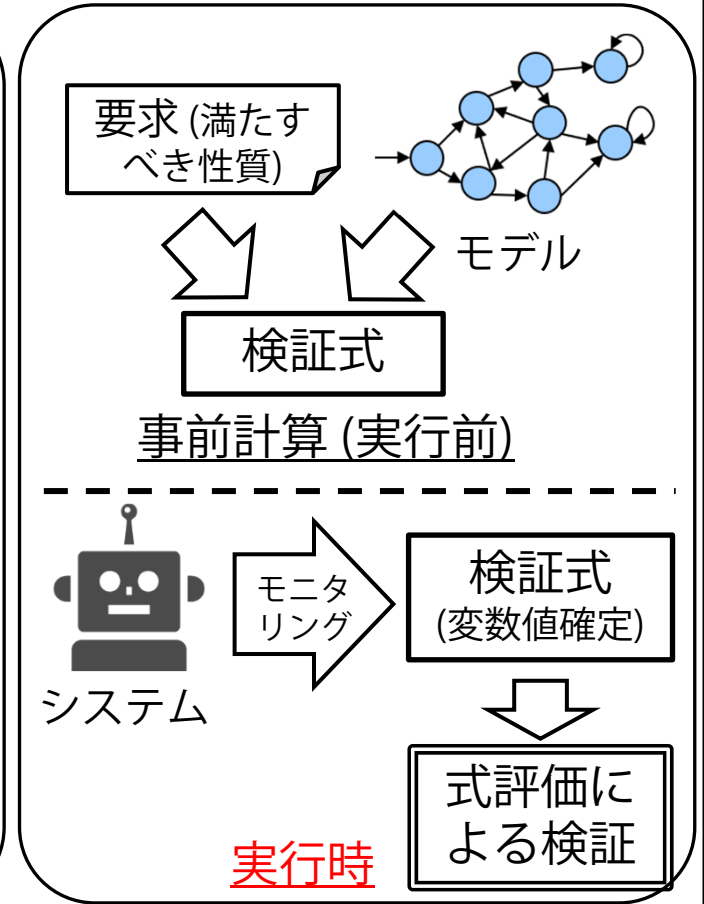 要求 (満たす
べき性質)
モデル
検証式
事前計算 (実行前)
モニタ
リング
検証式
(変数値確定)
システム
式評価に
よる検証
実行時